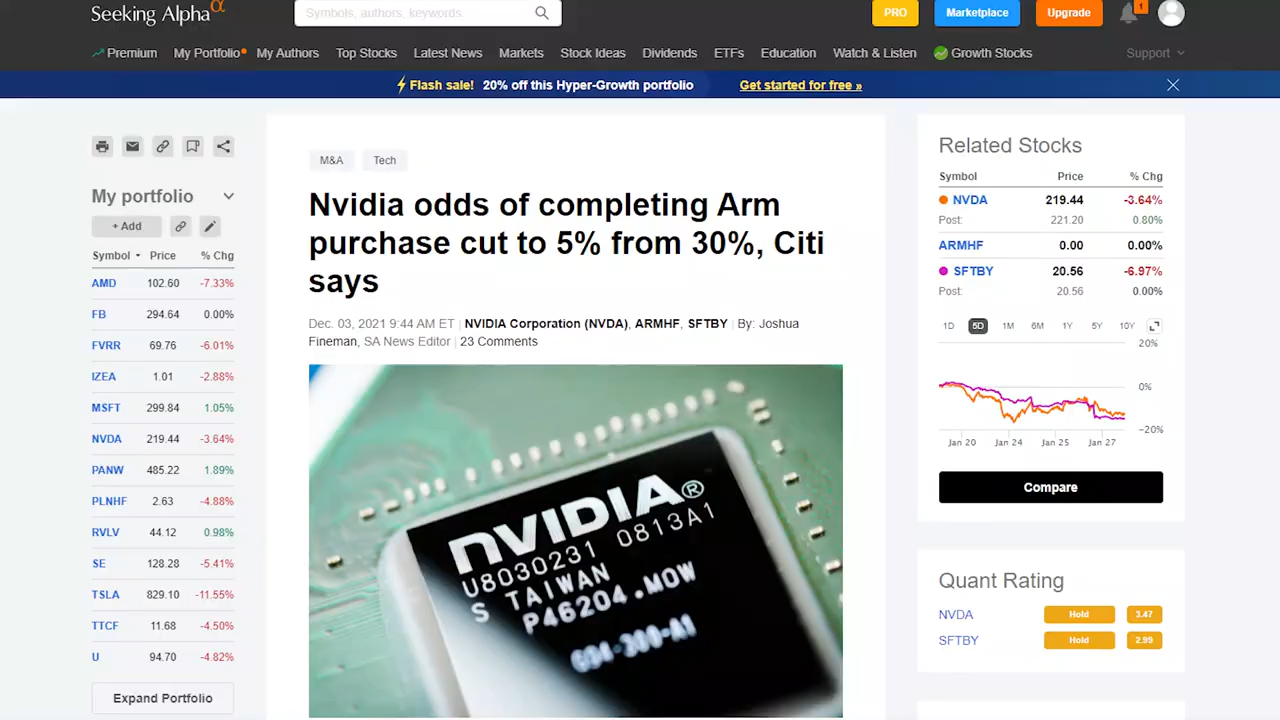 Seeking Alpha α
Symbols, authors, keywords.
PRO
Marketplace
Upgrade
1
Premium My Portfolio My Authors Top Stocks Latest News Markets Stock Ideas Dividends ETFs Education Watch & Listen Growth Stocks Support
Flash sale! 20% off this Hyper-Growth portfolio Get started for free »
My portfolio
+ Add
Symbol Price % Chg
AMD 102.60 -7.33%
FB 294.64 0.00%
FVRR 69.76 -6.01%
IZEA 1.01 -2.88%
MSFT 299.84 1.05%
NVDA 219.44 -3.64%
PANW 485.22 1.89%
PLNHF 2.63 -4.88%
RVLV 44.12 0.98%
SE 128.28 -5.41%
TSLA 829.10 -11.55%
TTCF 11.68 -4.50%
U 94.70 -4.82%
Expand Portfolio
M&A Tech
Nvidia odds of completing Arm
purchase cut to 5% from 30%, Citi
says
Dec. 03, 2021 9:44 AM ET | NVIDIA Corporation (NVDA), ARMHF, SFTBY | By: Joshua
Fineman, SA News Editor | 23 Comments
NVIDIA®
U8030231 0813A1
S TAIWAN
P46204.M0W
G94-300-A1
Related Stocks
Symbol Price % Chg
NVDA 219.44 -3.64%
Post: 221.20 0.80%
ARMHF 0.00 0.00%
SFTBY 20.56 -6.97%
Post: 20.56 0.00%
1D 5D 1M 6M 1Y 5Y 10Y
20%
0%
-20%
Jan 20 Jan 24 Jan 25 Jan 27
Compare
Quant Rating
NVDA Hold 3.47
SFTBY Hold 2.99